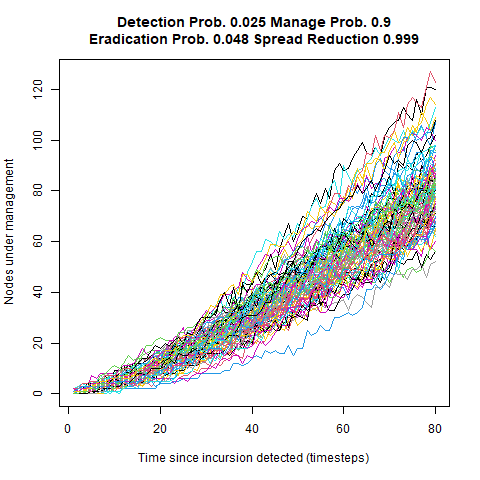 Detection Prob. 0.025 Manage Prob. 0.9
Eradication Prob. 0.048 Spread Reduction 0.999
120
100
80
60
40
20
0
Nodes under management
0 20 40 60 80
Time since incursion detected (timesteps)